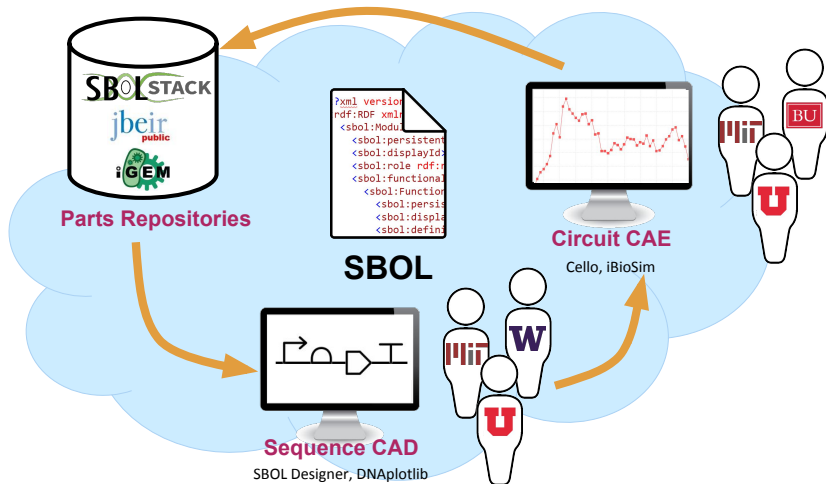 SBOL STACK
jbeir
public
iGEM
Parts Repositories
?xml version
rdf:RDF xmln
<sbol:Modul
<sbol:persistent
<sbol:displayId>
<sbol:role rdf:r
<sbol:functional
<sbol:Function
<sbol:persis
<sbol:displa
<sbol:defini
SBOL
MIT
BU
U
Circuit CAE
Cello, iBioSim
MIT
W
U
Sequence CAD
SBOL Designer, DNAplotlib